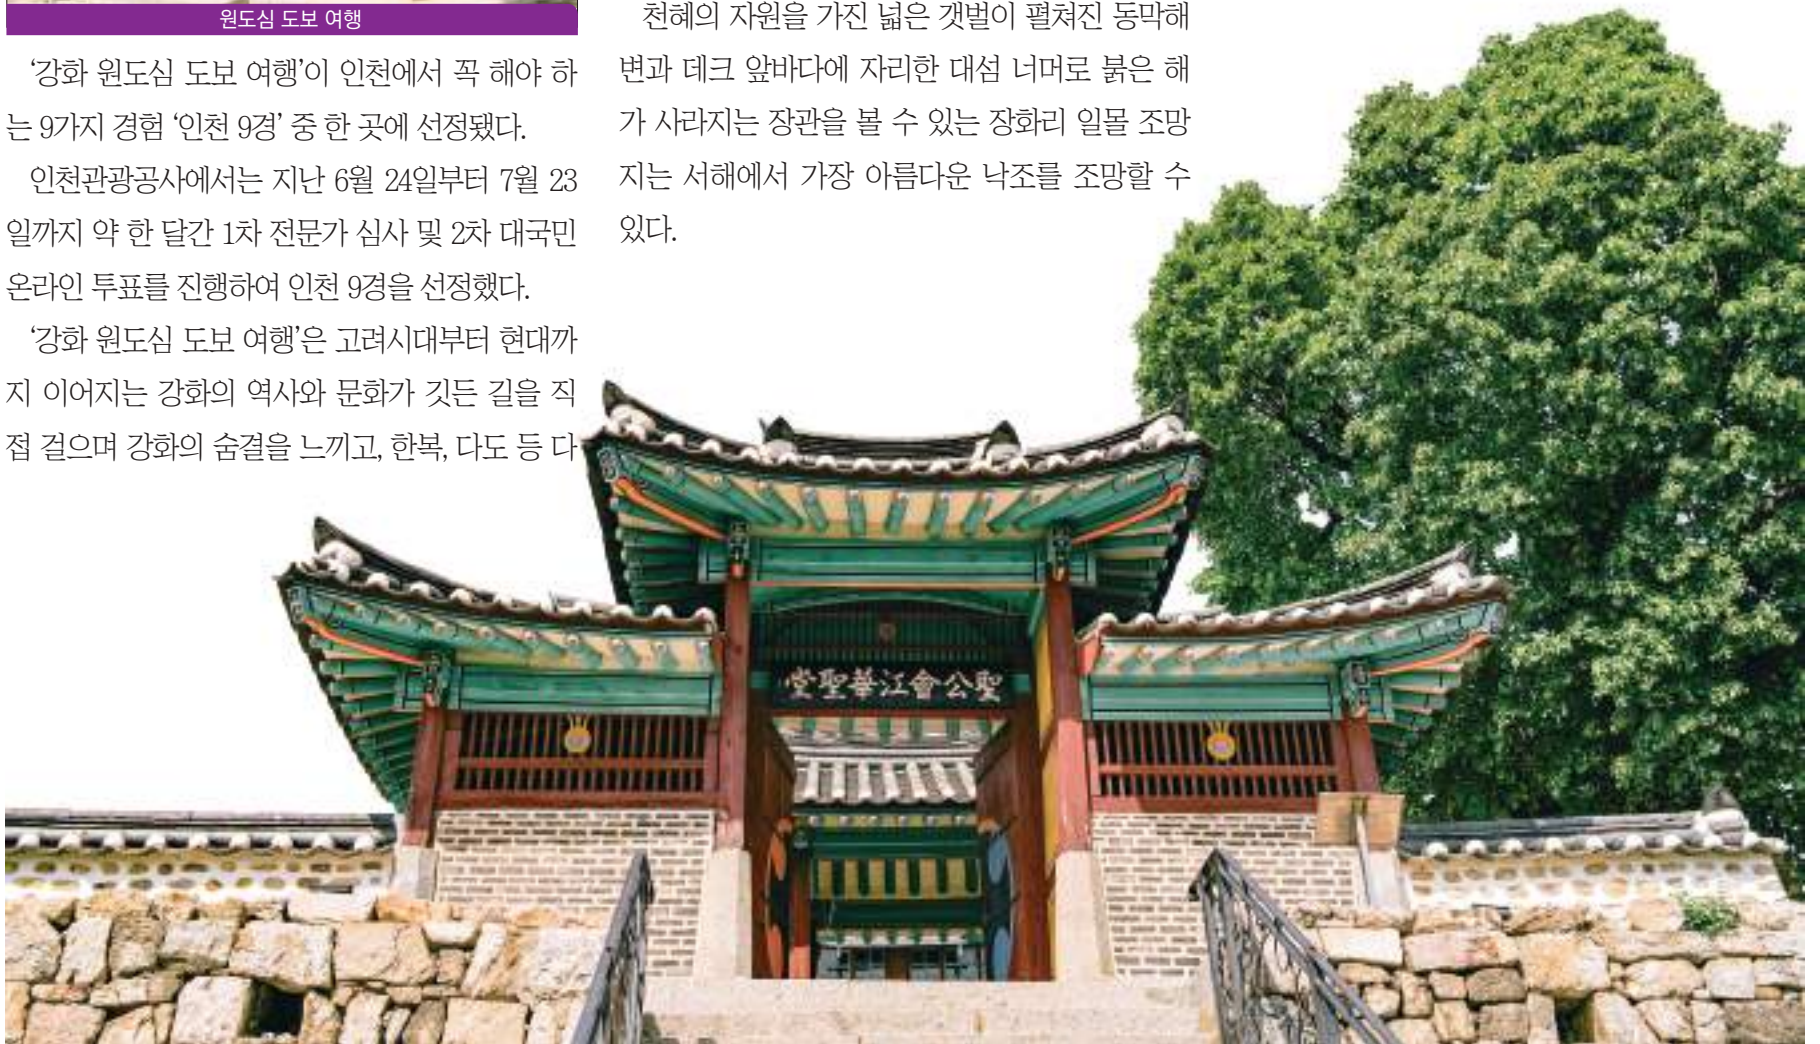 원도심 도보 여행
‘강화 원도심 도보 여행’이 인천에서 꼭 해야 하
는 9가지 경험 ‘인천 9경’ 중 한 곳에 선정됐다.
인천관광공사에서는 지난 6월 24일부터 7월 23
일까지 약 한 달간 1차 전문가 심사 및 2차 대국민
온라인 투표를 진행하여 인천 9경을 선정했다.
‘강화 원도심 도보 여행’은 고려시대부터 현대까
지 이어지는 강화의 역사와 문화가 깃든 길을 직
접 걸으며 강화의 숨결을 느끼고, 한복, 다도 등 다
천혜의 자원을 가진 넓은 갯벌이 펼쳐진 동막해
변과 데크 앞바다에 자리한 대섬 너머로 붉은 해
가 사라지는 장관을 볼 수 있는 장화리 일몰 조망
지는 서해에서 가장 아름다운 낙조를 조망할 수
있다.
堂聖華江會公聖